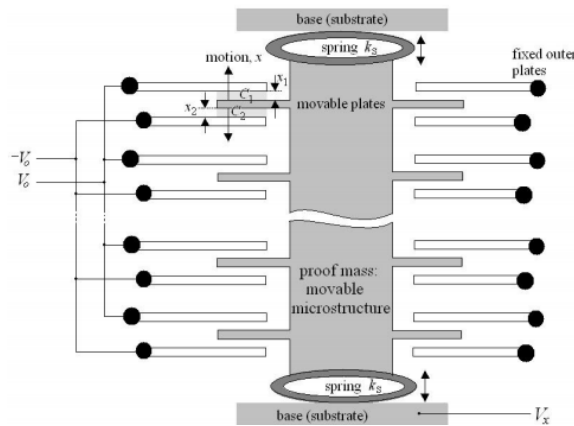 base (substrate)
spring kₛ
motion, x
x₁
fixed outer
plates
C₁
movable plates
x₂
C₂
-Vₒ
Vₒ
proof mass:
movable
microstructure
spring kₛ
base (substrate)
Vₓ